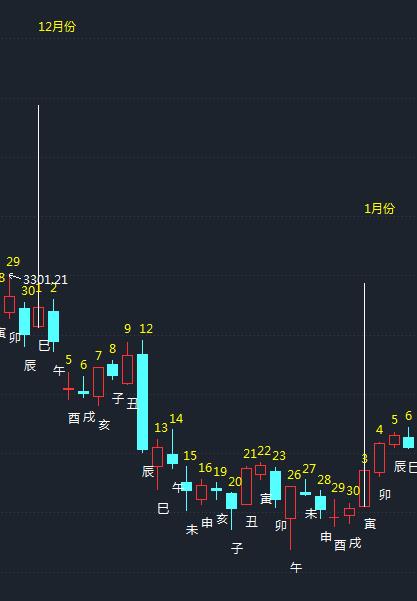 12月份
1月份
29
3301.21
8
30
1
2
寅
卯
巳
辰
午
5
6
7
8
9
12
酉
戌
亥
子
丑
13
14
辰
巳
午
15
16
19
20
未
申
亥
子
21
22
23
丑
寅
卯
26
27
28
29
30
午
未
申
酉
戌
3
4
5
6
寅
卯
辰
巳